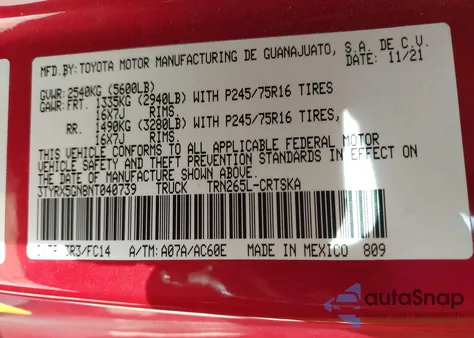 MFD.BY: TOYOTA MOTOR MANUFACTURING DE GUANAJUATO, S.A. DE C.V.
GVWR: 2540KG (5600LB) 11/21
GAWR: FRT. 1335KG (2940LB) WITH P245/75R16 TIRES
16X7J RIMS.
RR. 1490KG (3280LB) WITH P245/75R16 TIRES
16X7J RIMS.
THIS VEHICLE CONFORMS TO ALL APPLICABLE FEDERAL MOTOR
VEHICLE SAFETY AND THEFT PREVENTION STANDARDS IN EFFECT ON
THE DATE OF MANUFACTURE SHOWN ABOVE.
3TYRX5GN8NT040739 TRUCK TRN265L-CRTSKA
3R3/FC14 A/TM: A07A/AC60E MADE IN MEXICO 809
autoSnap